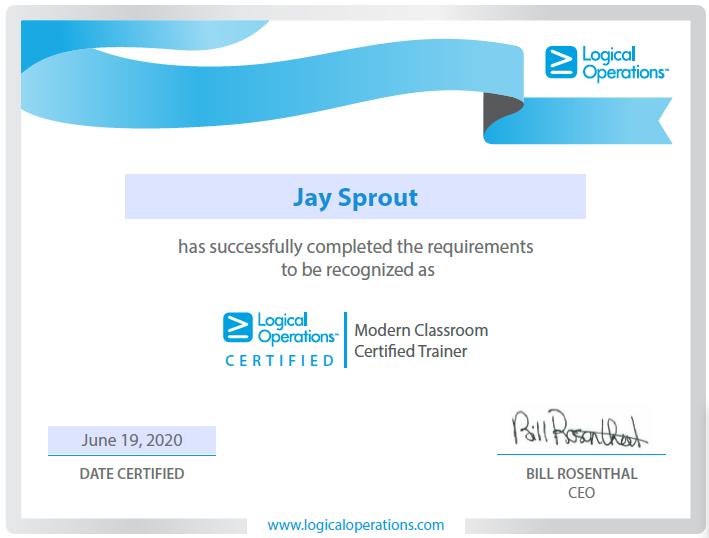 Logical
Operations™
Jay Sprout
has successfully completed the requirements
to be recognized as
Logical
Operations™
CERTIFIED
Modern Classroom
Certified Trainer
June 19, 2020
DATE CERTIFIED
Bill Rosenthal
BILL ROSENTHAL
CEO
www.logicaloperations.com